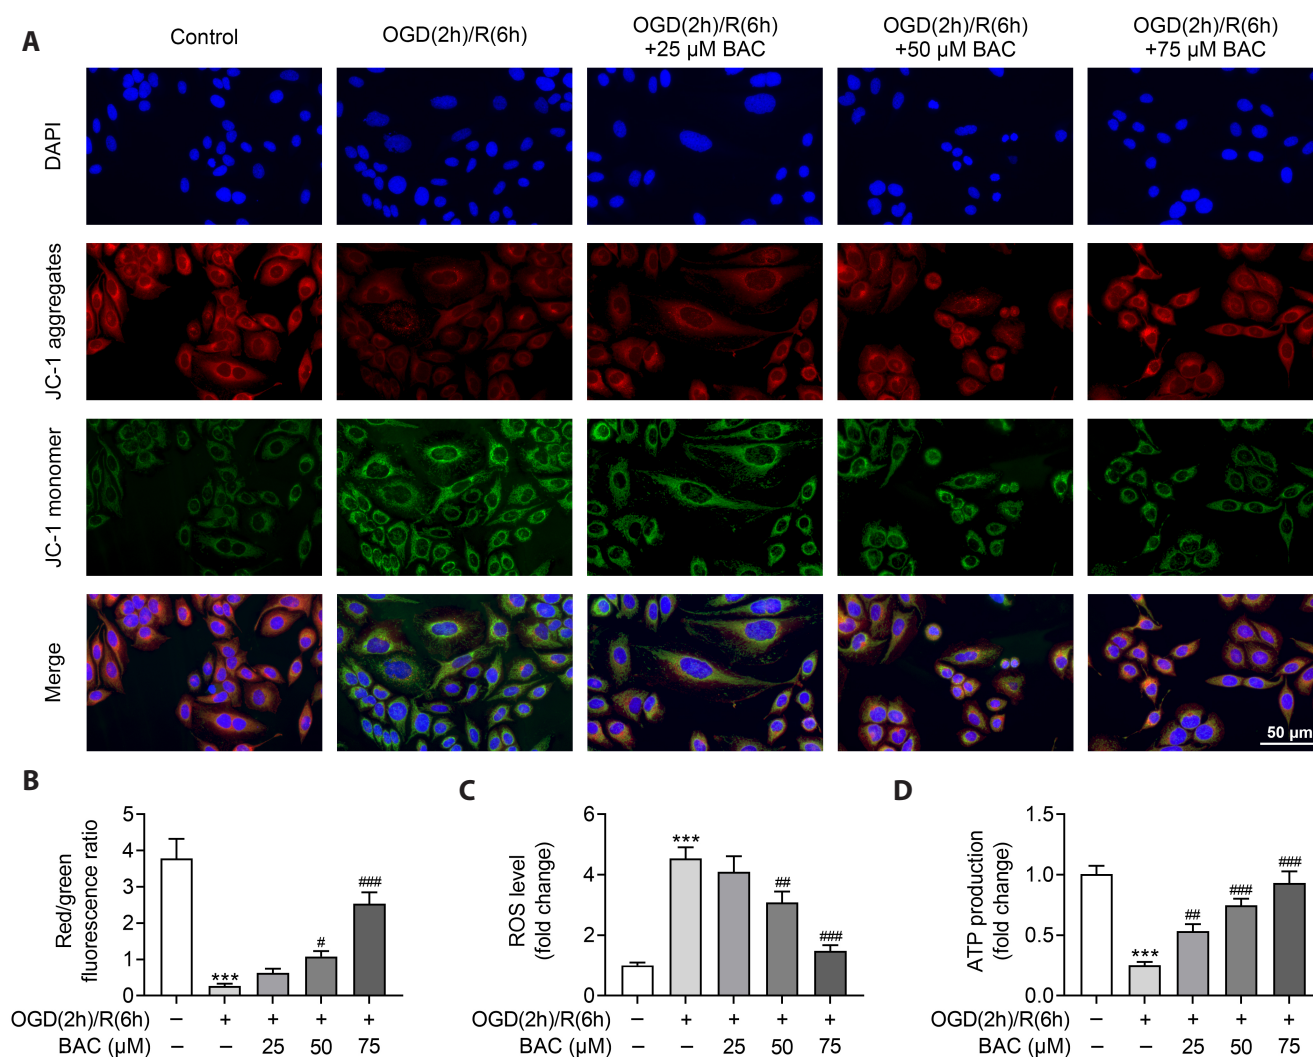 A
Control
OGD(2h)/R(6h)
OGD(2h)/R(6h)
+25 µM BAC
OGD(2h)/R(6h)
+50 µM BAC
OGD(2h)/R(6h)
+75 µM BAC
DAPI
JC-1 aggregates
JC-1 monomer
Merge
50 µm
B
Red/green
fluorescence ratio
5
4
3
2
1
0
***
#
###
OGD(2h)/R(6h) − + + + +
BAC (µM) − − 25 50 75
C
ROS level
(fold change)
6
4
2
0
***
##
###
OGD(2h)/R(6h) − + + + +
BAC (µM) − − 25 50 75
D
ATP production
(fold change)
1.5
1.0
0.5
0.0
***
##
###
###
OGD(2h)/R(6h) − + + + +
BAC (µM) − − 25 50 75